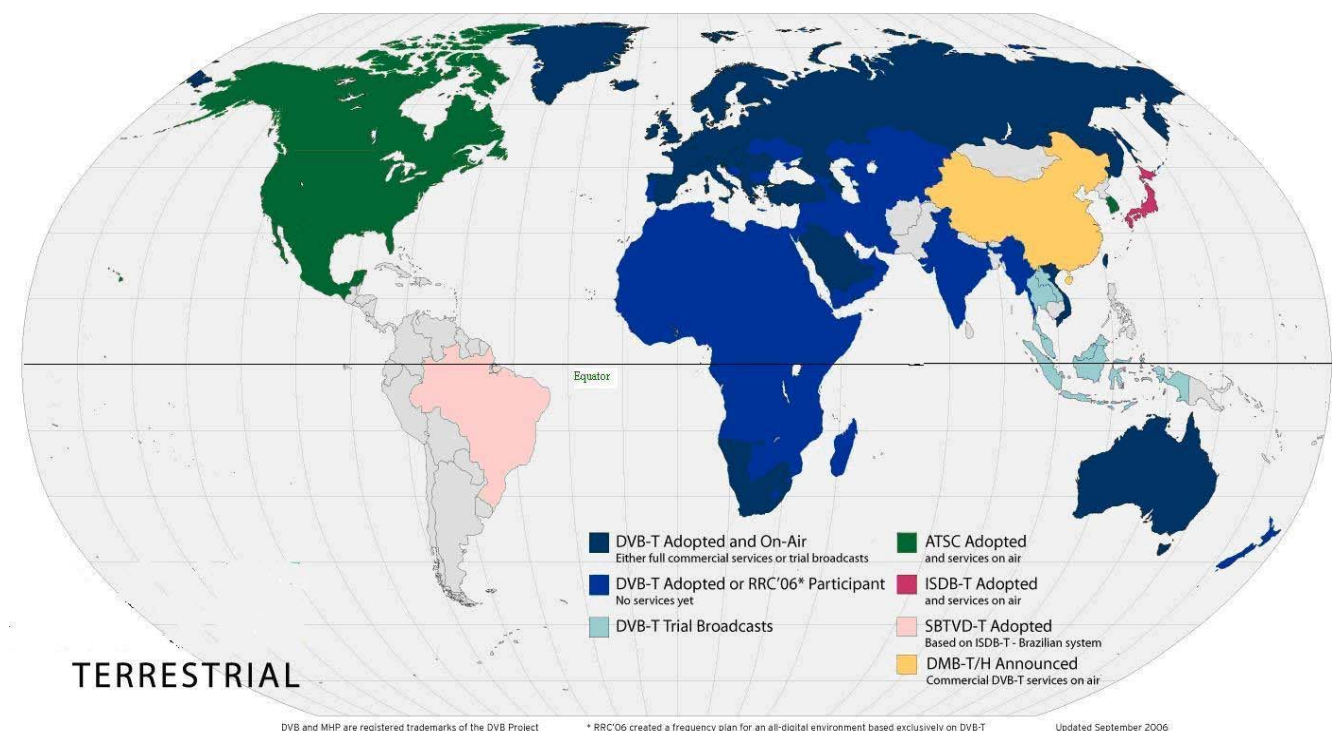 Equator
DVB-T Adopted and On-Air
Either full commercial services or trial broadcasts
DVB-T Adopted or RRC'06* Participant
No services yet
DVB-T Trial Broadcasts
ATSC Adopted
and services on air
ISDB-T Adopted
and services on air
SBTVD-T Adopted
Based on ISDB-T - Brazilian system
DMB-T/H Announced
Commercial DVB-T services on air
TERRESTRIAL
DVB and MHP are registered trademarks of the DVB Project
* RRC'06 created a frequency plan for an all-digital environment based exclusively on DVB-T
Updated September 2006